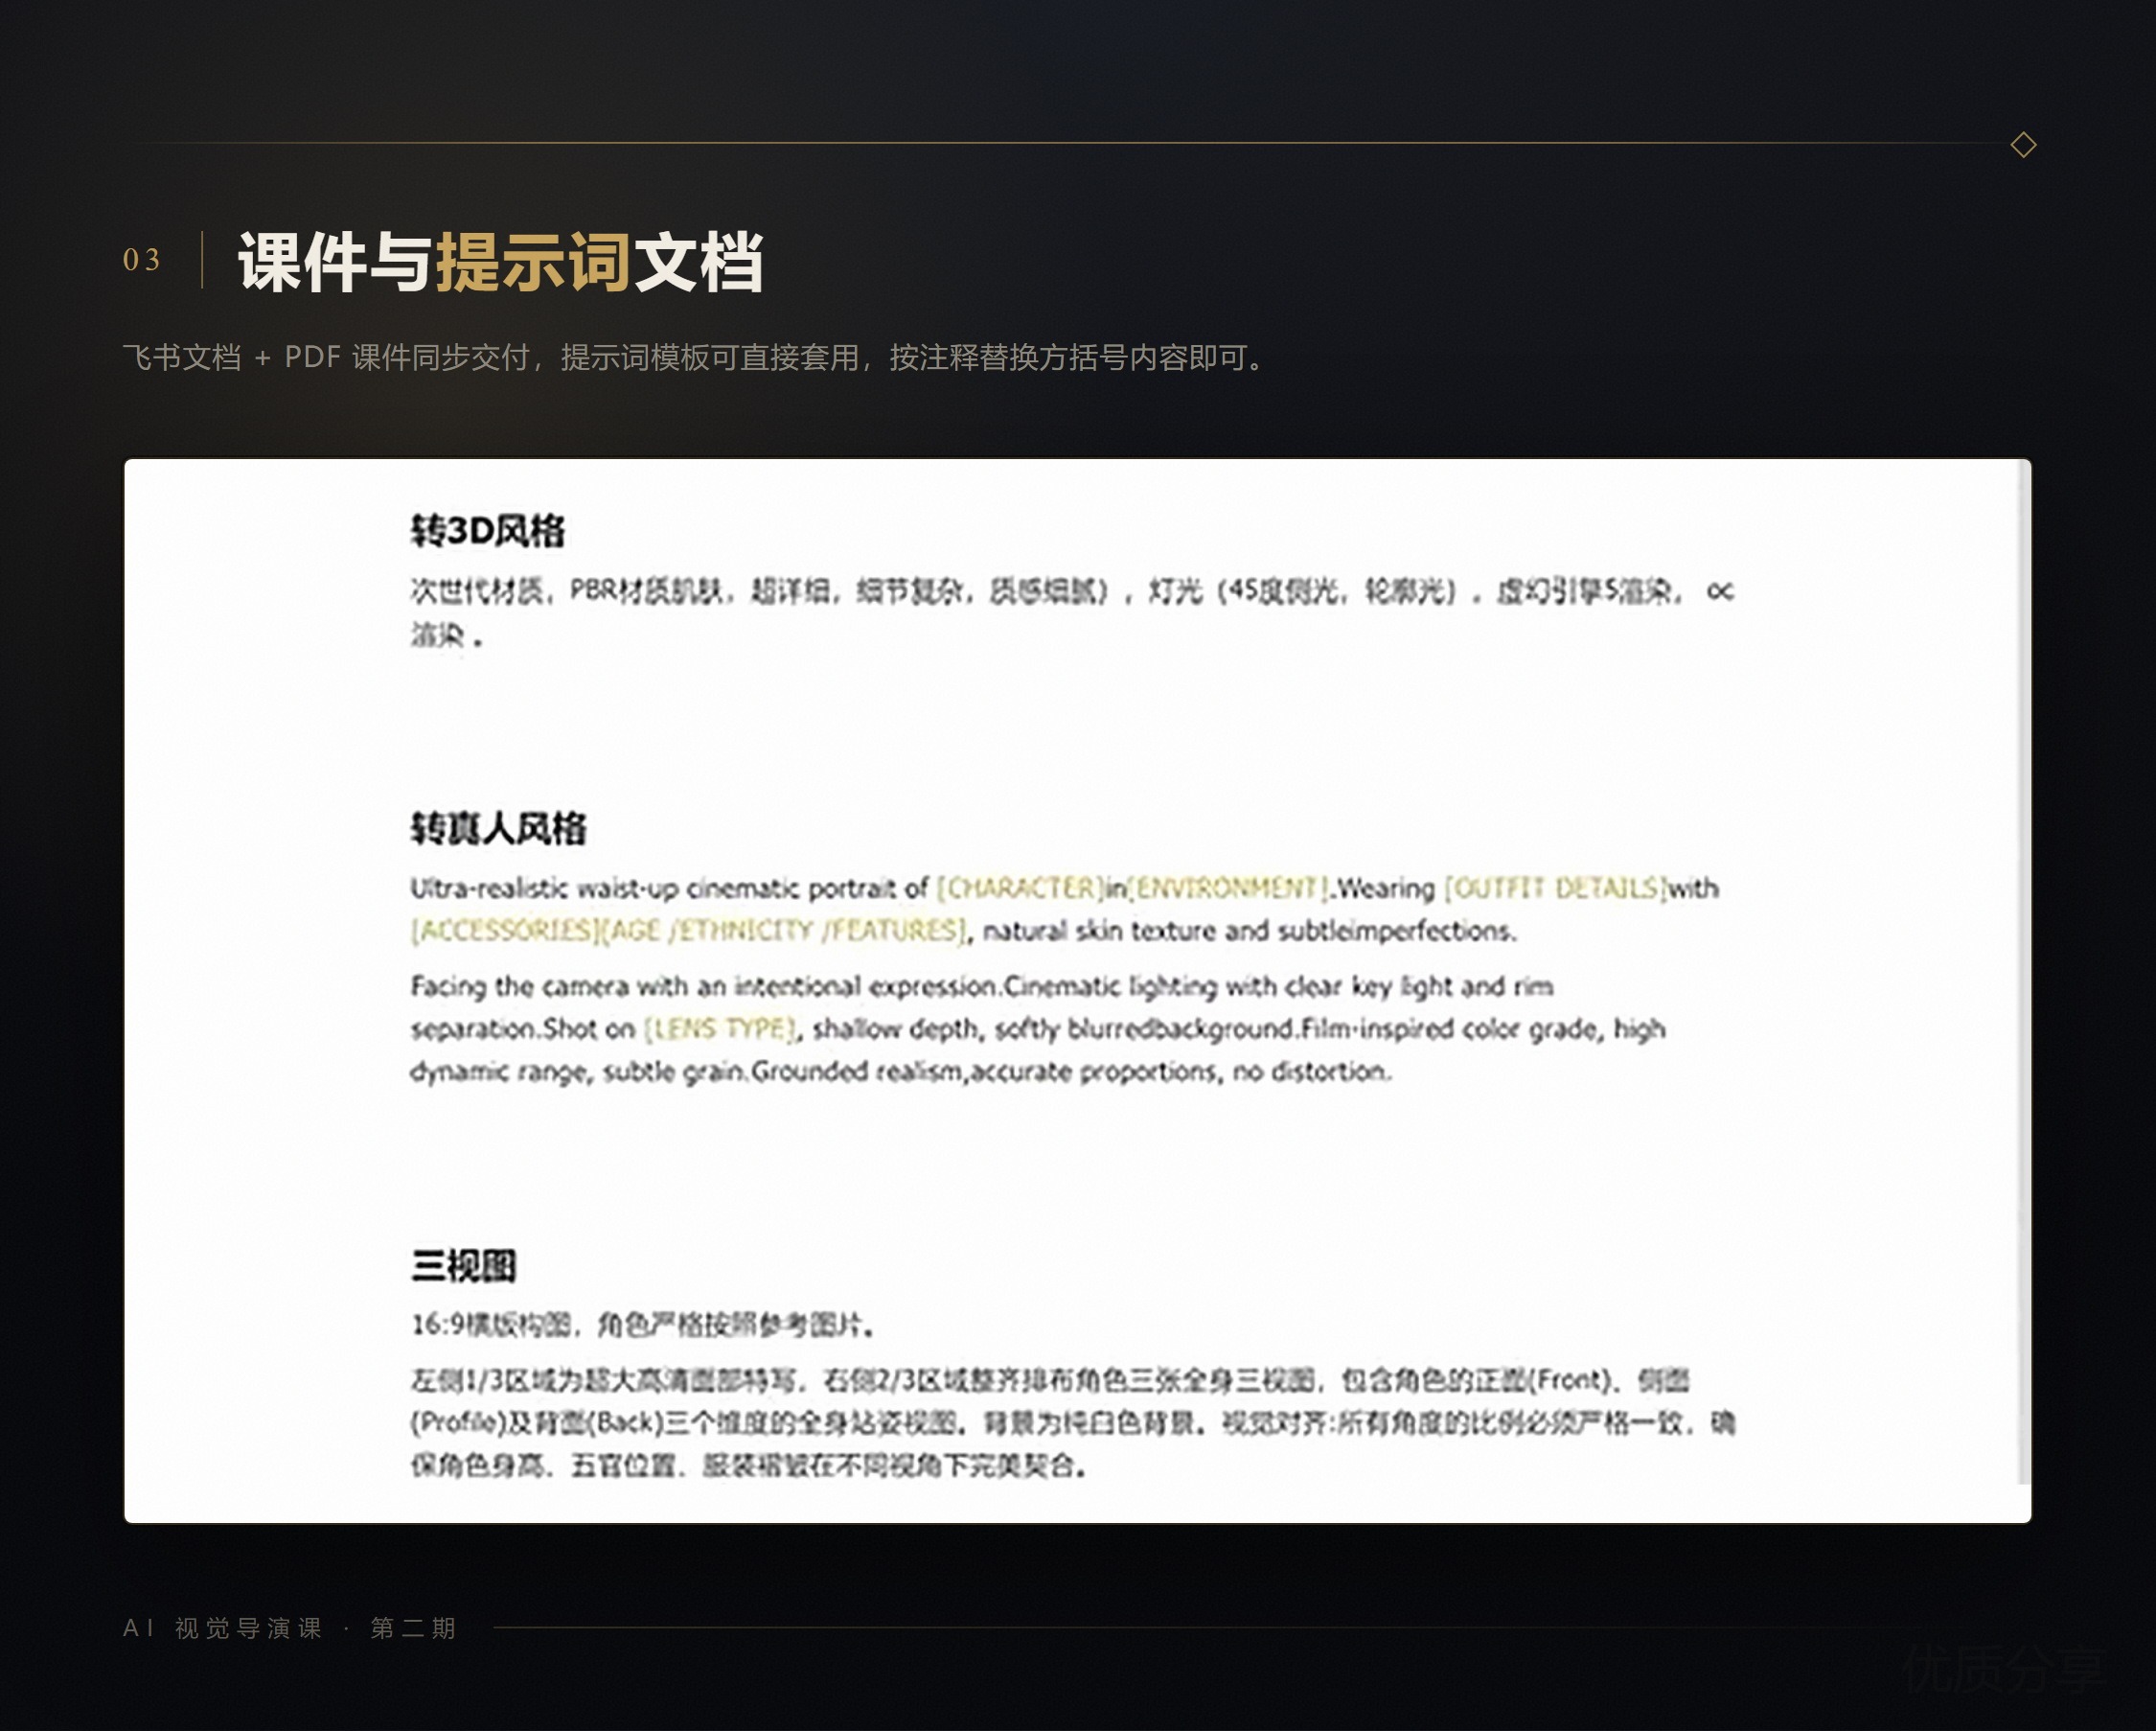 03
课件与提示词文档
飞书文档 + PDF 课件同步交付，提示词模板可直接套用，按注释替换方括号内容即可。
转3D风格
次世代材质，PBR材质肌肤，超详细，细节复杂，质感细腻），灯光（45度侧光，轮廓光），虚幻引擎5渲染，
渲染。
转真人风格
Ultra-realistic waist-up cinematic portrait of [CHARACTER]in[ENVIRONMENT].Wearing [OUTFIT DETAILS]with
[ACCESSORIES][AGE /ETHNICITY /FEATURES], natural skin texture and subtleimperfections.
Facing the camera with an intentional expression.Cinematic lighting with clear key light and rim
separation.Shot on [LENS TYPE], shallow depth, softly blurredbackground.Film-inspired color grade, high
dynamic range, subtle grain.Grounded realism,accurate proportions, no distortion.
三视图
16:9横版构图，角色严格按照参考图片。
左侧1/3区域为超大高清面部特写，右侧2/3区域整齐排布角色三张全身三视图，包含角色的正面(Front)、侧面
(Profile)及背面(Back)三个维度的全身站姿视图。背景为纯白色背景。视觉对齐:所有角度的比例必须严格一致，确
保角色身高、五官位置、服装褶皱在不同视角下完美契合。
AI 视觉导演课 · 第二期
优质分享